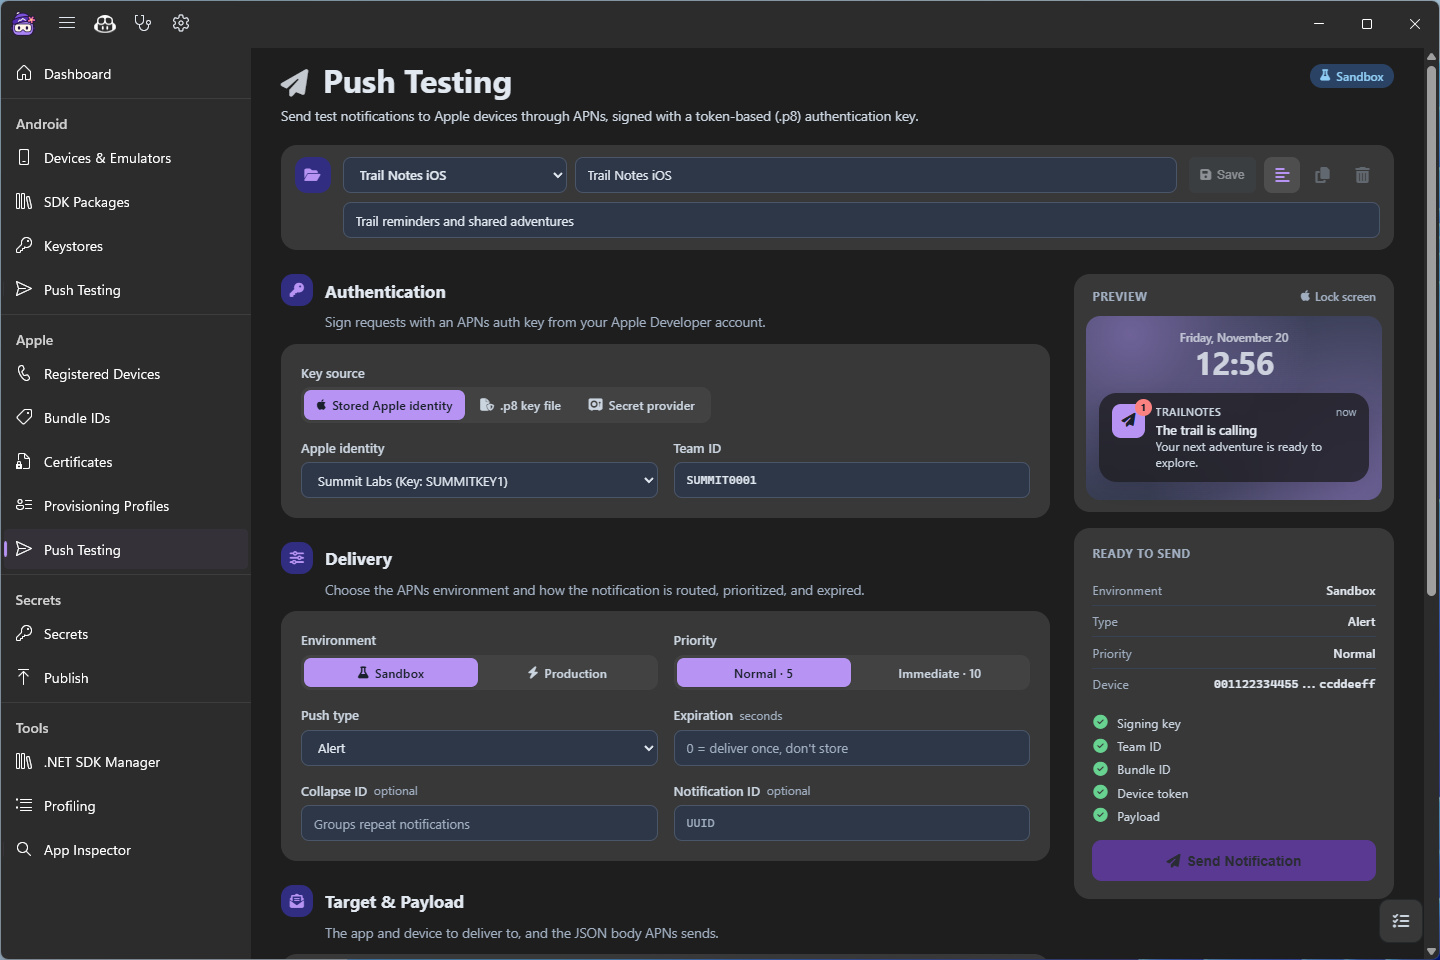 Dashboard
Android
Devices & Emulators
SDK Packages
Keystores
Push Testing
Apple
Registered Devices
Bundle IDs
Certificates
Provisioning Profiles
Push Testing
Secrets
Secrets
Publish
Tools
.NET SDK Manager
Profiling
App Inspector
Push Testing
Sandbox
Send test notifications to Apple devices through APNs, signed with a token-based (.p8) authentication key.
Trail Notes iOS
Trail Notes iOS
Save
Trail reminders and shared adventures
Authentication
Sign requests with an APNs auth key from your Apple Developer account.
Key source
Stored Apple identity
.p8 key file
Secret provider
Apple identity
Team ID
Summit Labs (Key: SUMMITKEY1)
SUMMIT0001
Delivery
Choose the APNs environment and how the notification is routed, prioritized, and expired.
Environment
Priority
Sandbox
Production
Normal · 5
Immediate · 10
Push type
Expiration seconds
Alert
0 = deliver once, don't store
Collapse ID optional
Notification ID optional
Groups repeat notifications
UUID
Target & Payload
The app and device to deliver to, and the JSON body APNs sends.
PREVIEW
Lock screen
Friday, November 20
12:56
1
TRAILNOTES
now
The trail is calling
Your next adventure is ready to
explore.
READY TO SEND
Environment Sandbox
Type Alert
Priority Normal
Device 001122334455 … ccddeeff
Signing key
Team ID
Bundle ID
Device token
Payload
Send Notification